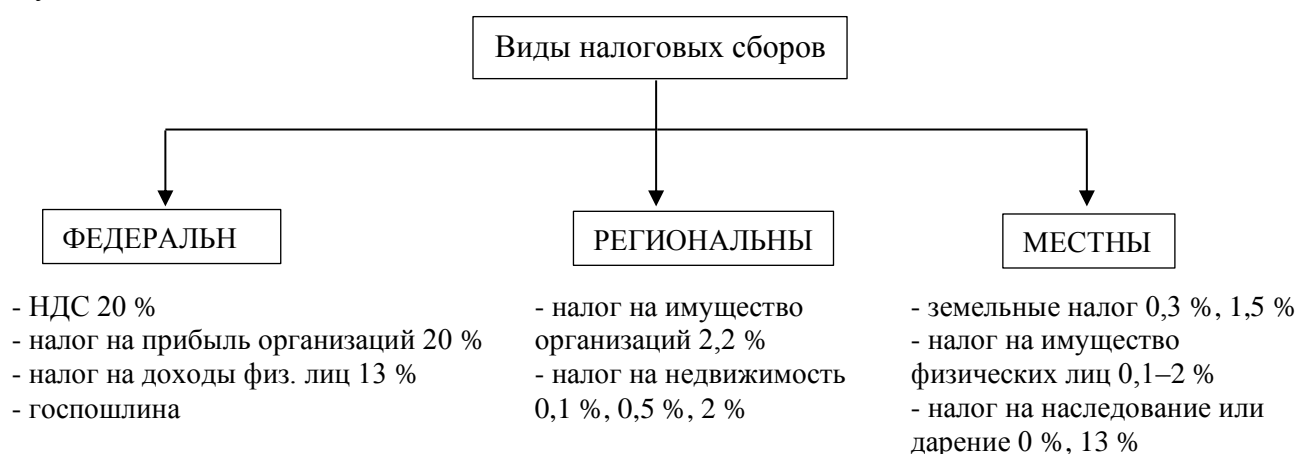 Виды налоговых сборов
ФЕДЕРАЛЬН
- НДС 20 %
- налог на прибыль организаций 20 %
- налог на доходы физ. лиц 13 %
- госпошлина
РЕГИОНАЛЬНЫ
- налог на имущество
организаций 2,2 %
- налог на недвижимость
0,1 %, 0,5 %, 2 %
МЕСТНЫ
- земельные налог 0,3 %, 1,5 %
- налог на имущество
физических лиц 0,1–2 %
- налог на наследование или
дарение 0 %, 13 %